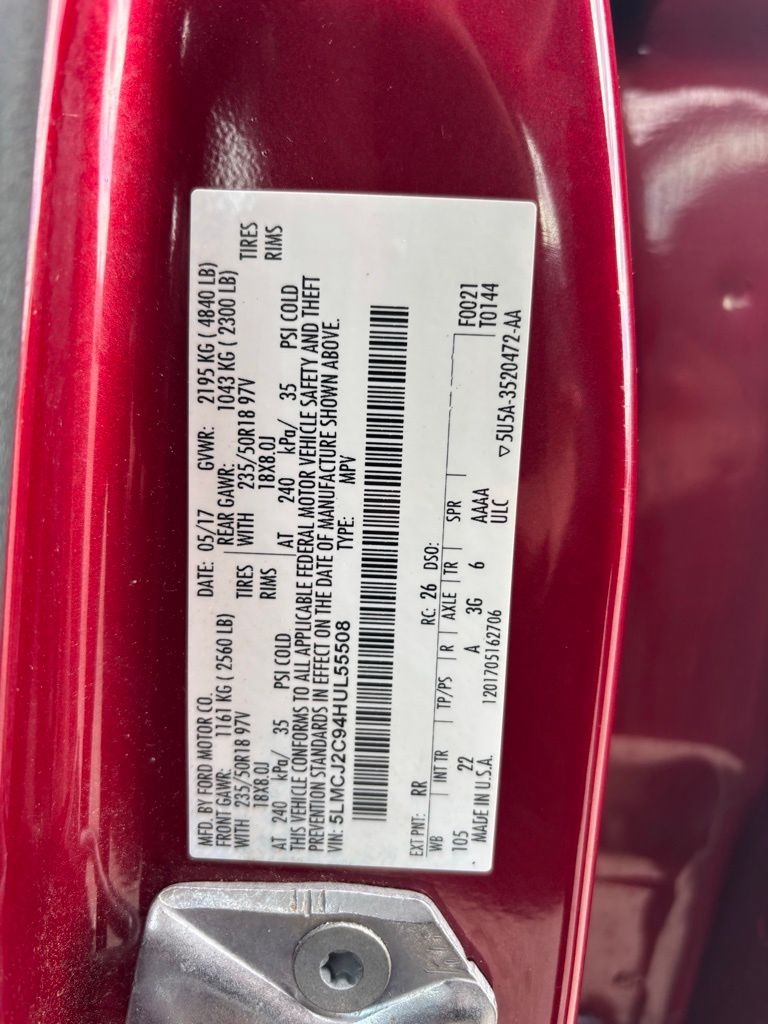 MFD. BY FORD MOTOR CO.
DATE: 05/17 GVWR: 2195 KG ( 4840 LB)
FRONT GAWR: 1161 KG ( 2560 LB) REAR GAWR: 1043 KG ( 2300 LB)
WITH 235/50R18 97V TIRES WITH 235/50R18 97V TIRES
18X8.0J RIMS 18X8.0J RIMS
AT 240 kPa/ 35 PSI COLD AT 240 kPa/ 35 PSI COLD
THIS VEHICLE CONFORMS TO ALL APPLICABLE FEDERAL MOTOR VEHICLE SAFETY AND THEFT
PREVENTION STANDARDS IN EFFECT ON THE DATE OF MANUFACTURE SHOWN ABOVE.
VIN: 5LMCJ2C94HUL55508 TYPE: MPV
EXT PNT: RR RC: 26 DSO:
WB INT TR TP/PS R AXLE TR SPR F0021
105 22 A 3G 6 AAAA T0144
ULC
MADE IN U.S.A. 1201705162706 ▽5U5A-3520472-AA